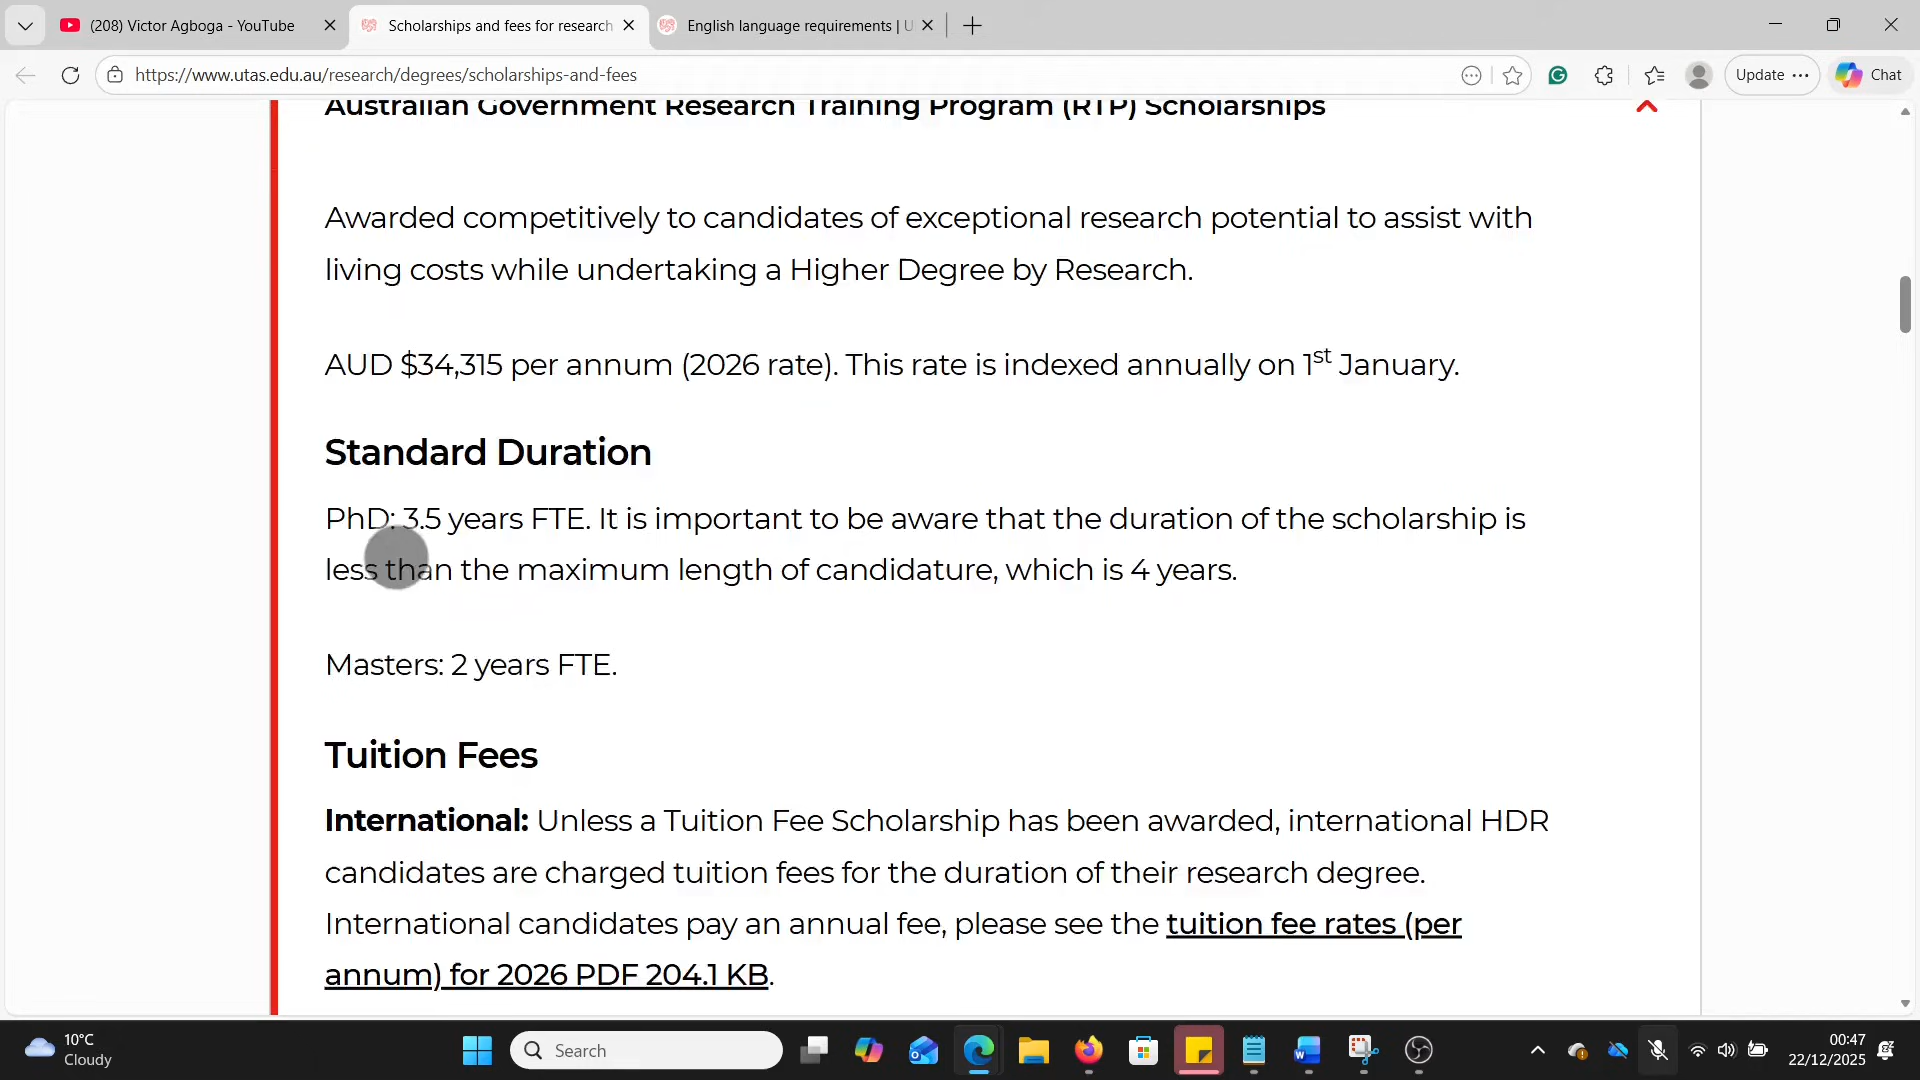 (208) Victor Agboga - YouTube
Scholarships and fees for research
English language requirements | U
https://www.utas.edu.au/research/degrees/scholarships-and-fees
Update
Chat
Australian Government Research Training Program (RTP) Scholarships
Awarded competitively to candidates of exceptional research potential to assist with
living costs while undertaking a Higher Degree by Research.
AUD $34,315 per annum (2026 rate). This rate is indexed annually on 1st January.
Standard Duration
PhD: 3.5 years FTE. It is important to be aware that the duration of the scholarship is
less than the maximum length of candidature, which is 4 years.
Masters: 2 years FTE.
Tuition Fees
International: Unless a Tuition Fee Scholarship has been awarded, international HDR
candidates are charged tuition fees for the duration of their research degree.
International candidates pay an annual fee, please see the tuition fee rates (per
annum) for 2026 PDF 204.1 KB.
10°C
Cloudy
Search
00:47
22/12/2025